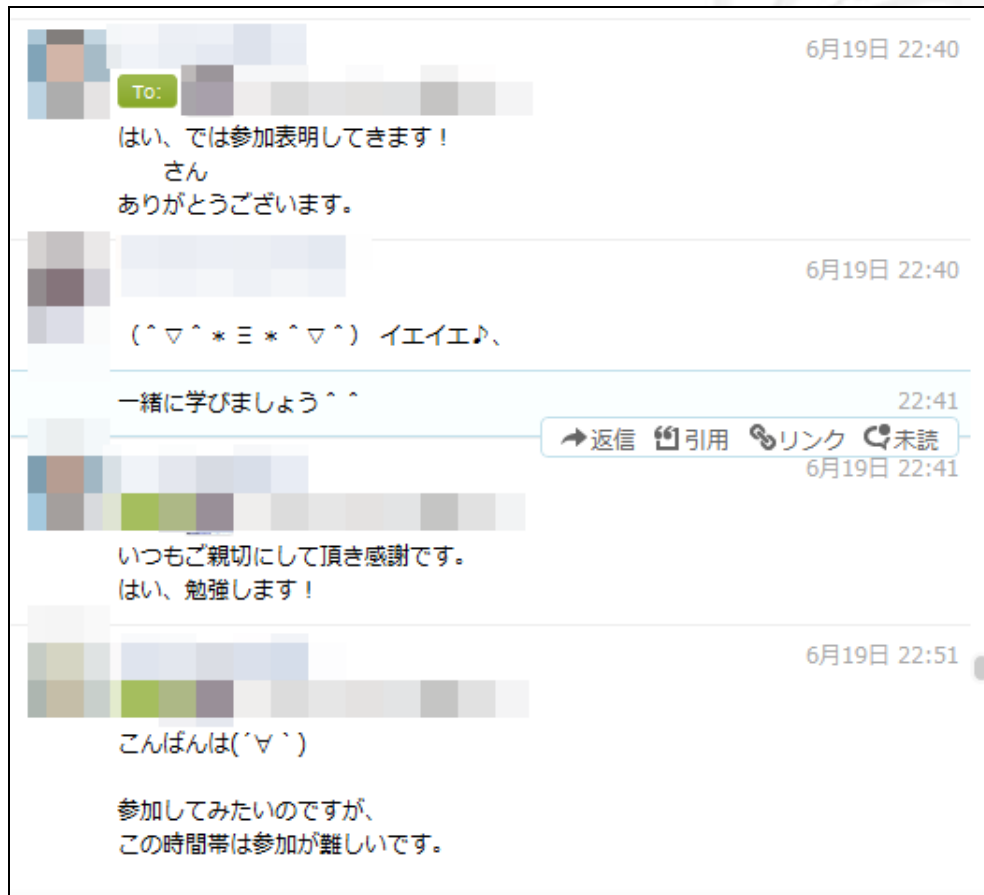 6月19日 22:40
To:
はい、では参加表明してきます！
さん
ありがとうございます。
6月19日 22:40
（＾▽＾＊Ξ＊＾▽＾） イエイエ♪、
一緒に学びましょう＾＾
22:41
返信 引用 リンク 未読
6月19日 22:41
いつもご親切にして頂き感謝です。
はい、勉強します！
6月19日 22:51
こんばんは(´∀｀)
参加してみたいのですが、
この時間帯は参加が難しいです。